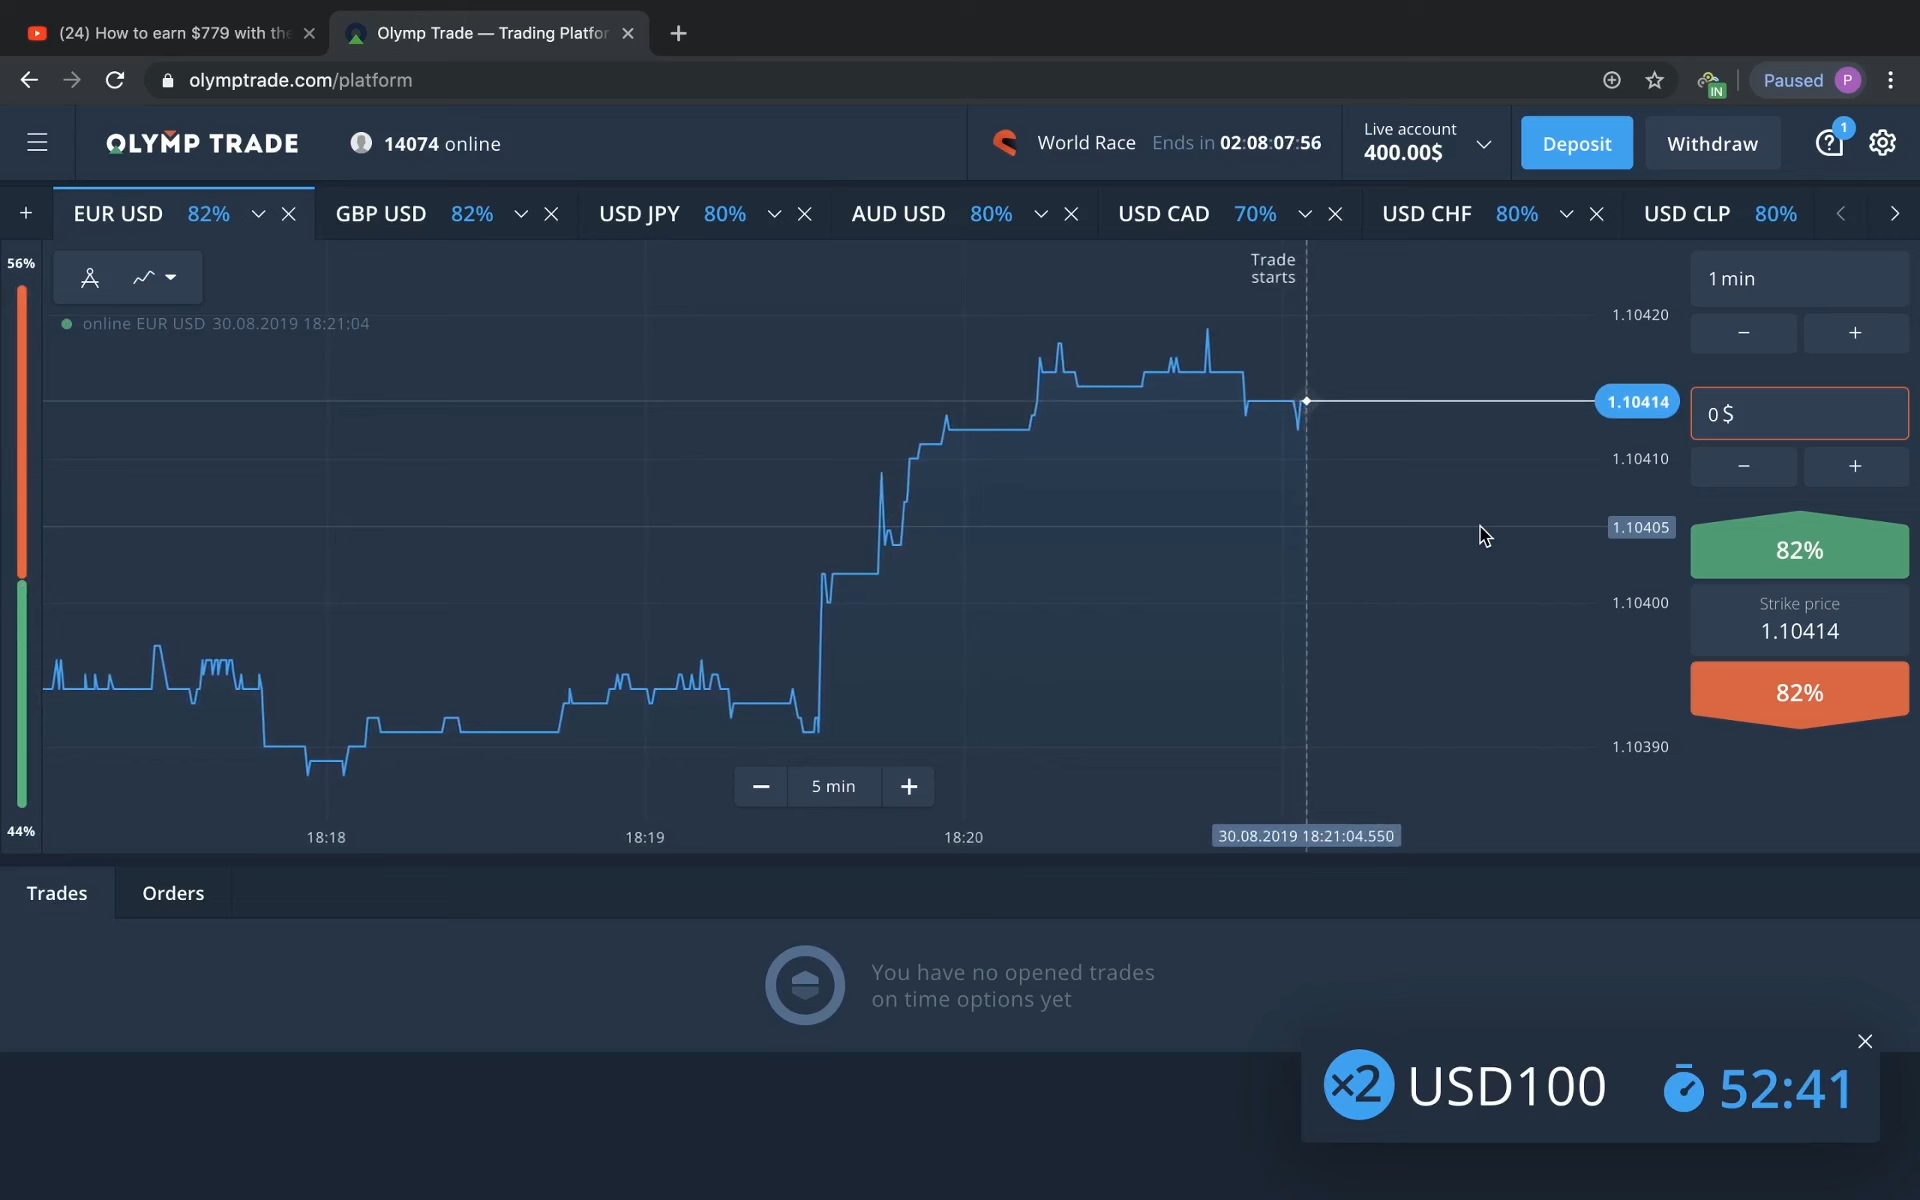 (24) How to earn $779 with the
Olymp Trade — Trading Platfor
olymptrade.com/platform
IN
Paused P
OLYMP TRADE
14074 online
World Race Ends in 02:08:07:56
Live account
400.00$
Deposit
Withdraw
1
EUR USD 82%
GBP USD 82%
USD JPY 80%
AUD USD 80%
USD CAD 70%
USD CHF 80%
USD CLP 80%
56%
online EUR USD 30.08.2019 18:21:04
Trade
starts
1.10420
1.10414
1.10410
1.10405
1.10400
1.10390
1 min
0 $
82%
Strike price
1.10414
82%
5 min
44%
18:18
18:19
18:20
30.08.2019 18:21:04.550
Trades
Orders
You have no opened trades
on time options yet
×2 USD100 52:41